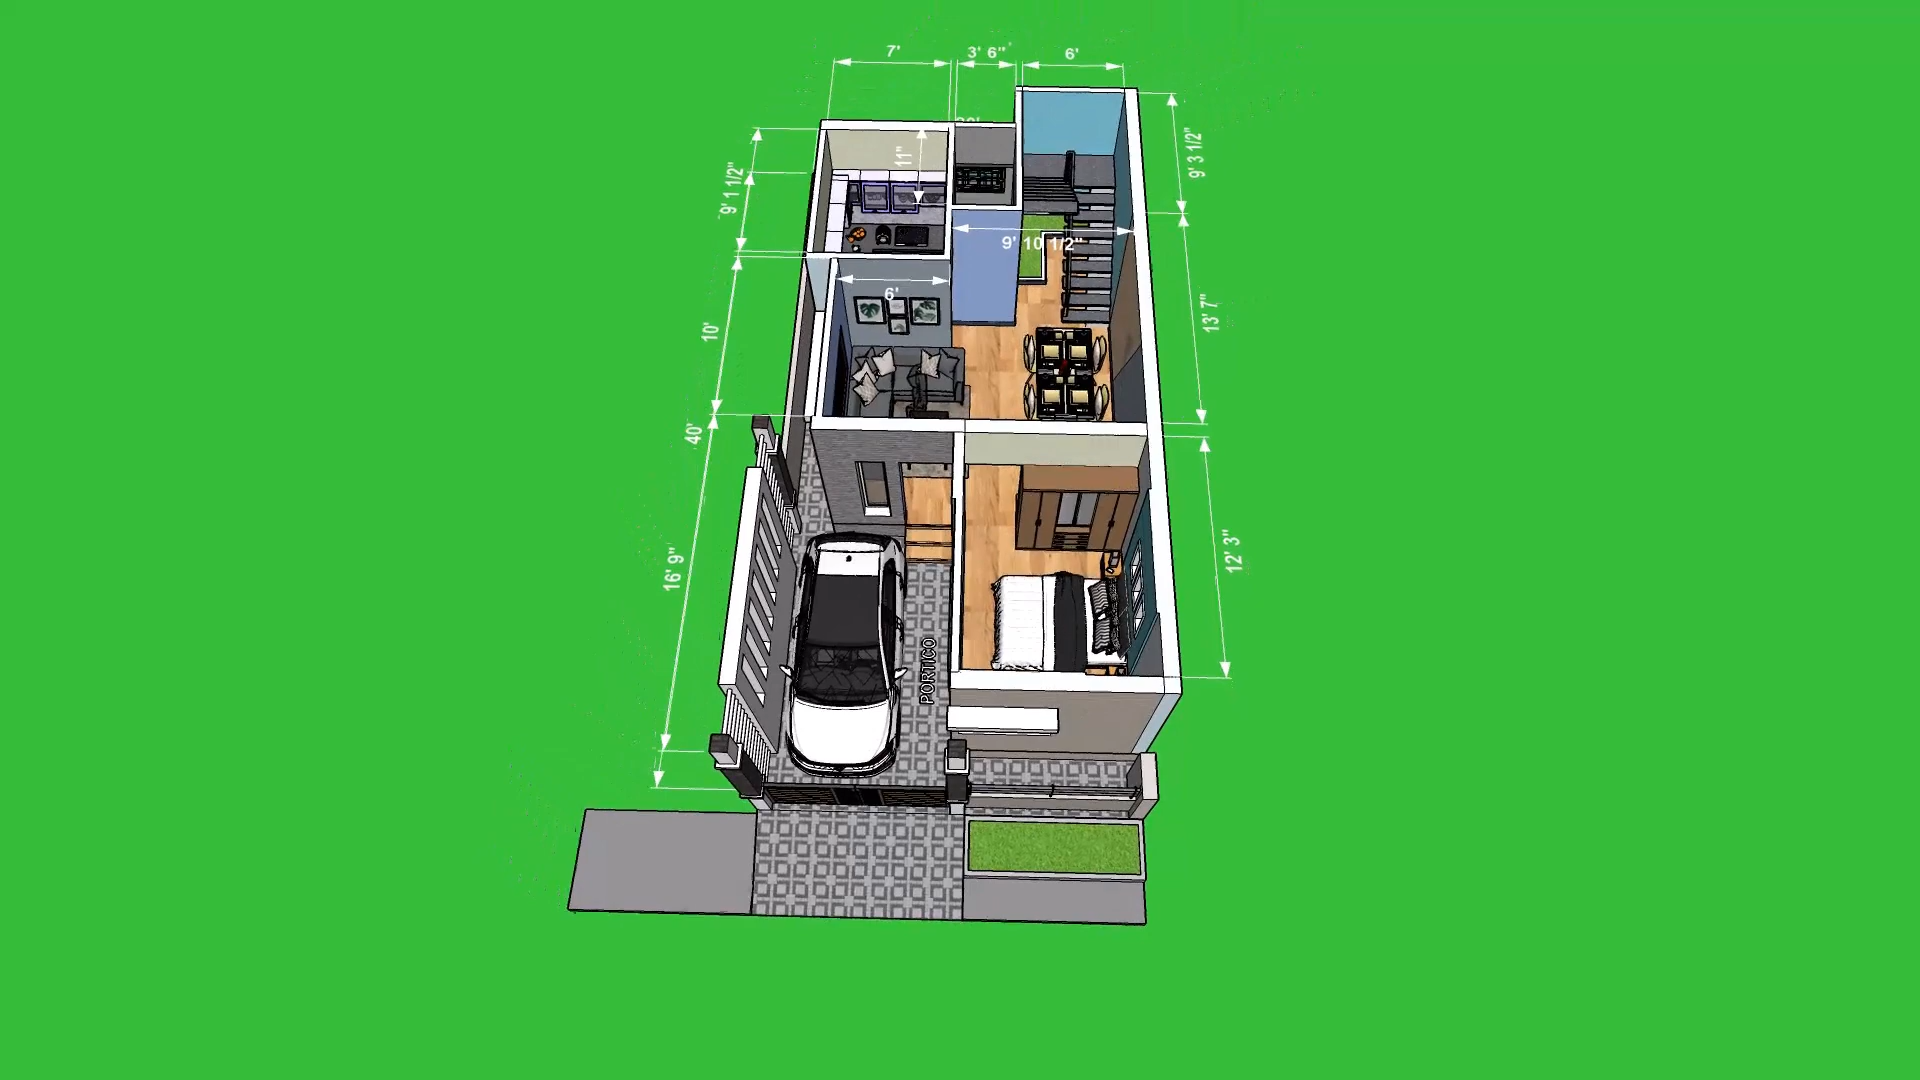 7'
3' 6"
6'
11"
9' 1 1/2"
9' 3 1/2"
9' 10 1/2"
6'
10'
13' 7"
40'
16' 9"
12' 3"
PORTICO